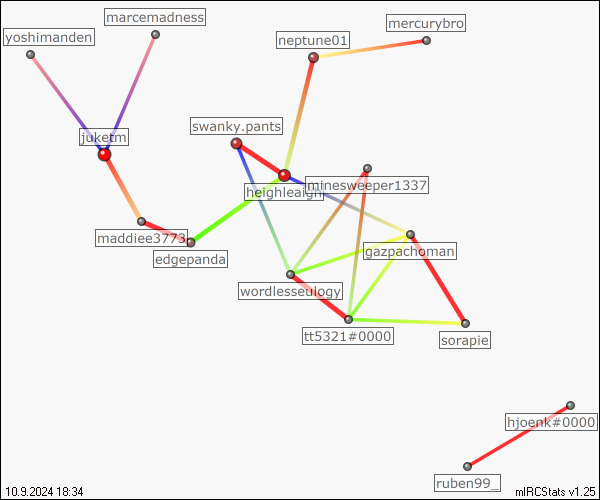 marcemadness
yoshimanden
mercurybro
neptune01
swanky.pants
juketm
minesweeper1337
heighleaigh
maddiee3773
gazpachoman
edgepanda
wordlesseulogy
tt5321#0000
sorapie
hjoenk#0000
ruben99_
10.9.2024 18:34
mIRCStats v1.25